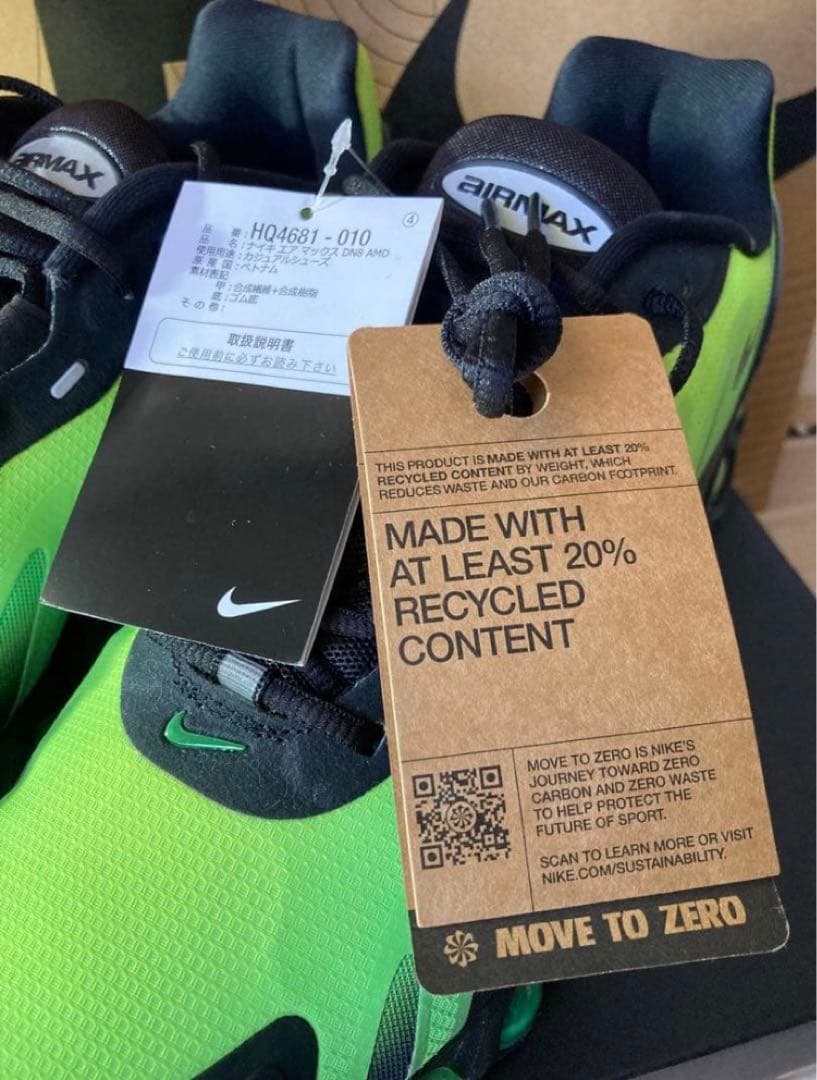 AIRMAX
AIRMAX
④
品 番:HQ4681-010
品 名:ナイキ エア マックス DN8 AMD
使用用途:カジュアルシューズ
原産国:ベトナム
素材表記
甲:合成繊維+合成樹脂
底:ゴム底
その他:
取扱説明書
ご使用前に必ずお読み下さい
THIS PRODUCT IS MADE WITH AT LEAST 20%
RECYCLED CONTENT BY WEIGHT, WHICH
REDUCES WASTE AND OUR CARBON FOOTPRINT.
MADE WITH
AT LEAST 20%
RECYCLED
CONTENT
MOVE TO ZERO IS NIKE'S
JOURNEY TOWARD ZERO
CARBON AND ZERO WASTE
TO HELP PROTECT THE
FUTURE OF SPORT.
SCAN TO LEARN MORE OR VISIT
NIKE.COM/SUSTAINABILITY.
MOVE TO ZERO